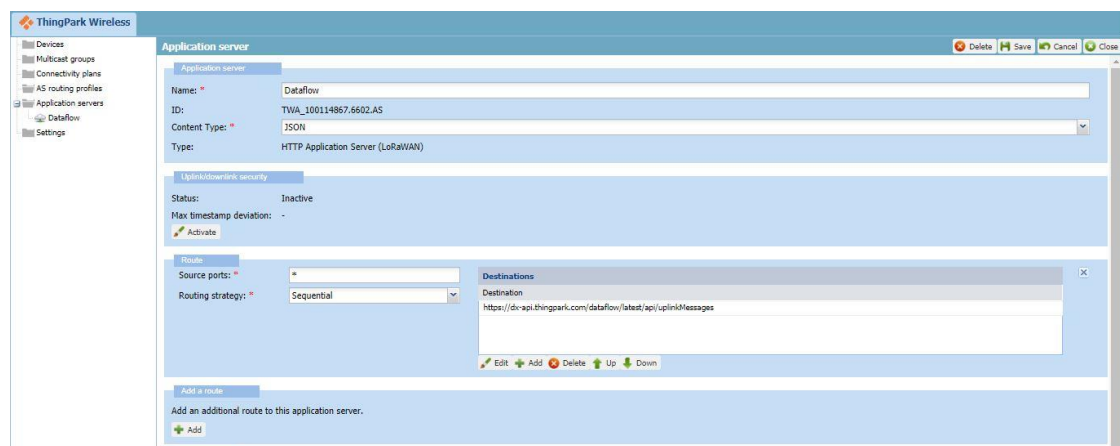 ThingPark Wireless
Devices
Multicast groups
Connectivity plans
AS routing profiles
Application servers
Dataflow
Settings
Application server
Delete Save Cancel Close
Application server
Name: * Dataflow
ID: TWA_100114867.6602.AS
Content Type: * JSON
Type: HTTP Application Server (LoRaWAN)
Uplink/downlink security
Status: Inactive
Max timestamp deviation: -
Activate
Route
Source ports: * *
Routing strategy: * Sequential
Destinations
Destination
https://dx-api.thingpark.com/dataflow/latest/api/uplinkMessages
Edit Add Delete Up Down
Add a route
Add an additional route to this application server.
Add